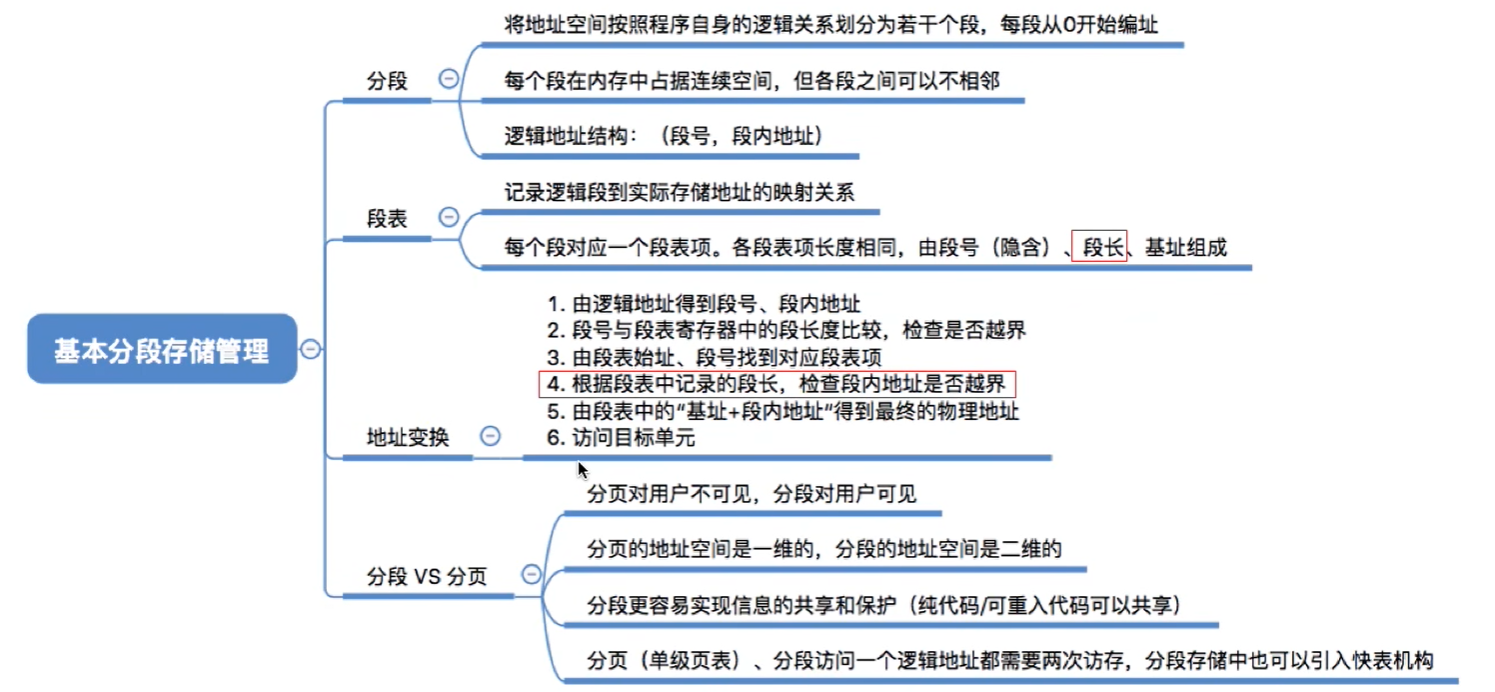 将地址空间按照程序自身的逻辑关系划分为若干个段，每段从0开始编址
分段
每个段在内存中占据连续空间，但各段之间可以不相邻
逻辑地址结构：（段号，段内地址）
记录逻辑段到实际存储地址的映射关系
段表
每个段对应一个段表项。各段表项长度相同，由段号（隐含）、段长、基址组成
基本分段存储管理
1. 由逻辑地址得到段号、段内地址
2. 段号与段表寄存器中的段长度比较，检查是否越界
3. 由段表始址、段号找到对应段表项
4. 根据段表中记录的段长，检查段内地址是否越界
5. 由段表中的“基址+段内地址”得到最终的物理地址
6. 访问目标单元
地址变换
分页对用户不可见，分段对用户可见
分页的地址空间是一维的，分段的地址空间是二维的
分段 VS 分页
分段更容易实现信息的共享和保护（纯代码/可重入代码可以共享）
分页（单级页表）、分段访问一个逻辑地址都需要两次访存，分段存储中也可以引入快表机构